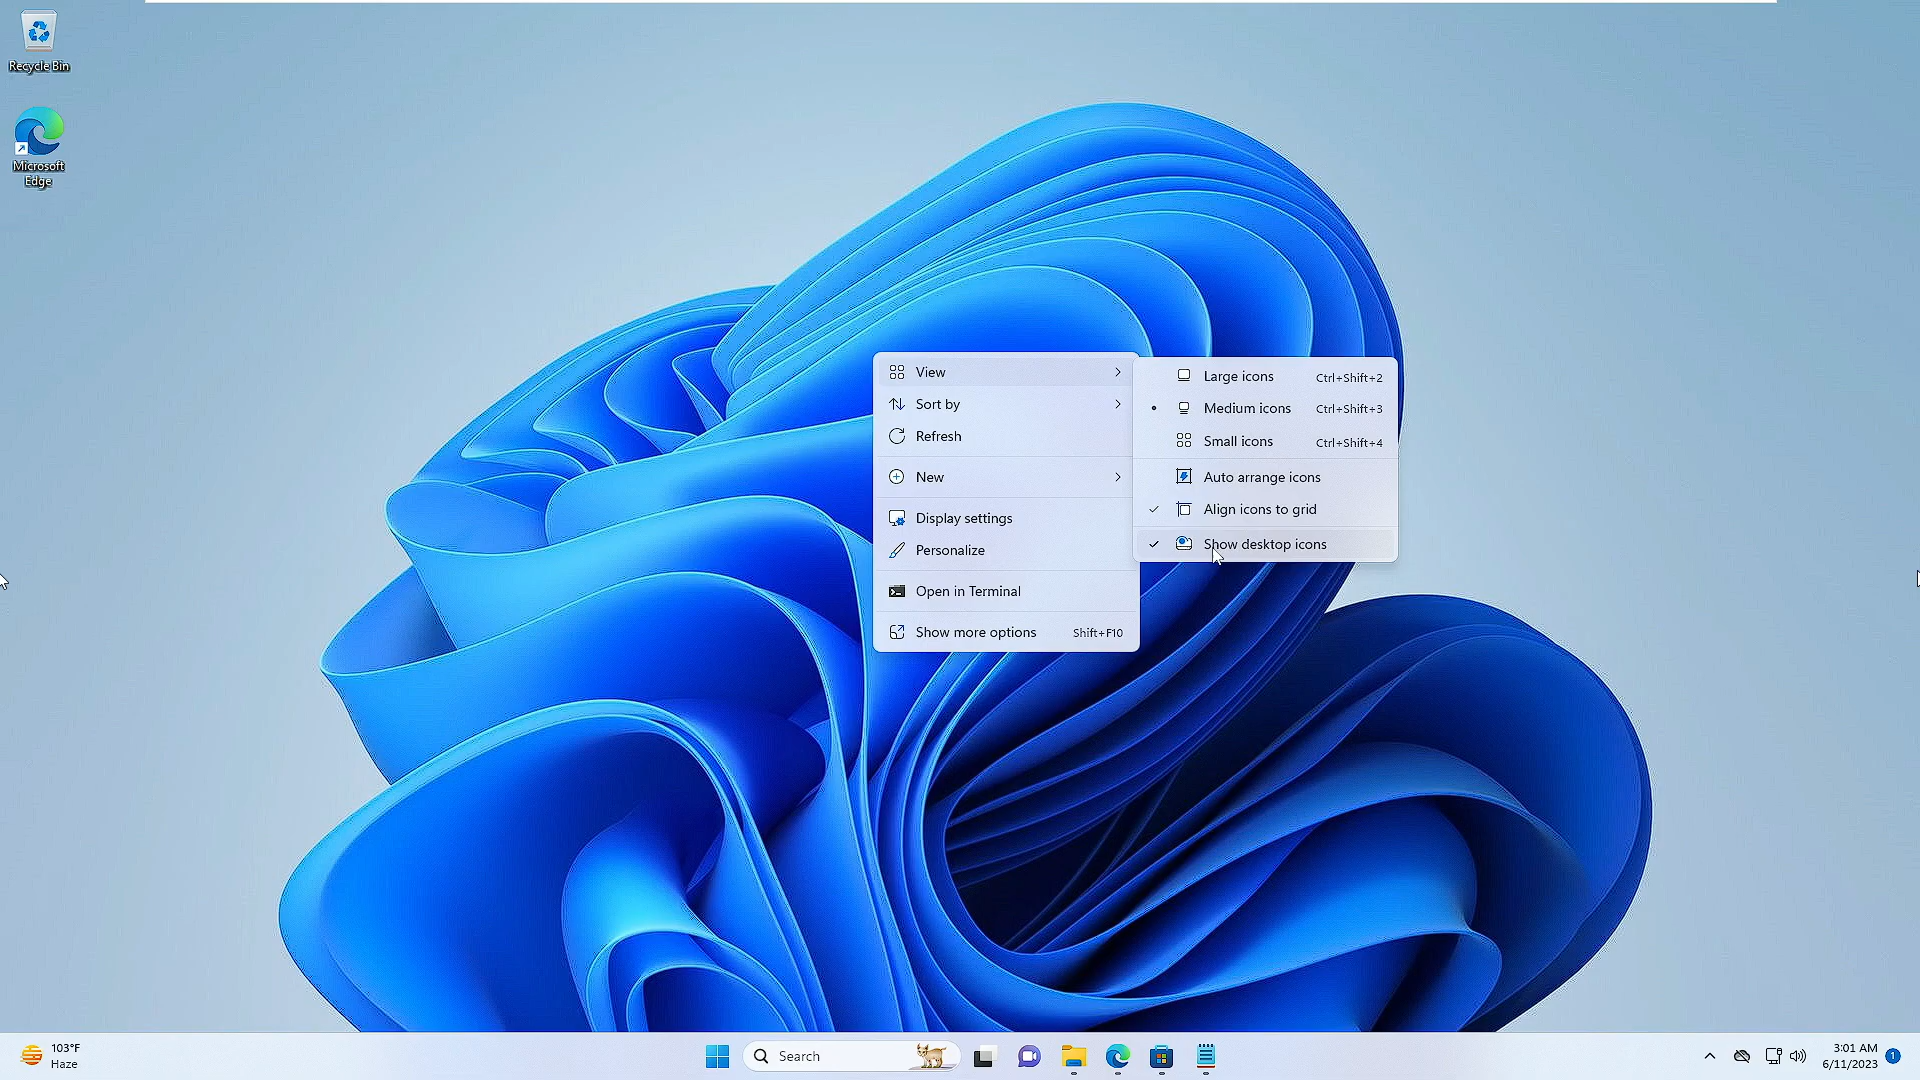 Recycle Bin
Microsoft
Edge
View
Sort by
Refresh
New
Display settings
Personalize
Open in Terminal
Show more options Shift+F10
Large icons Ctrl+Shift+2
Medium icons Ctrl+Shift+3
Small icons Ctrl+Shift+4
Auto arrange icons
Align icons to grid
Show desktop icons
103°F
Haze
Search
3:01 AM
6/11/2023
1